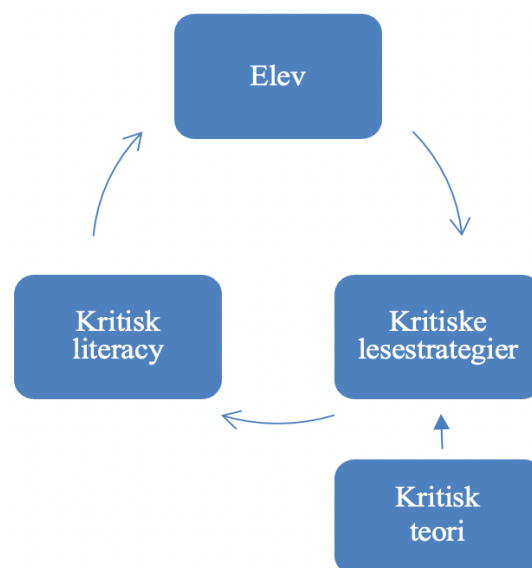 Elev
Kritisk
literacy
Kritiske
lesestrategier
Kritisk
teori